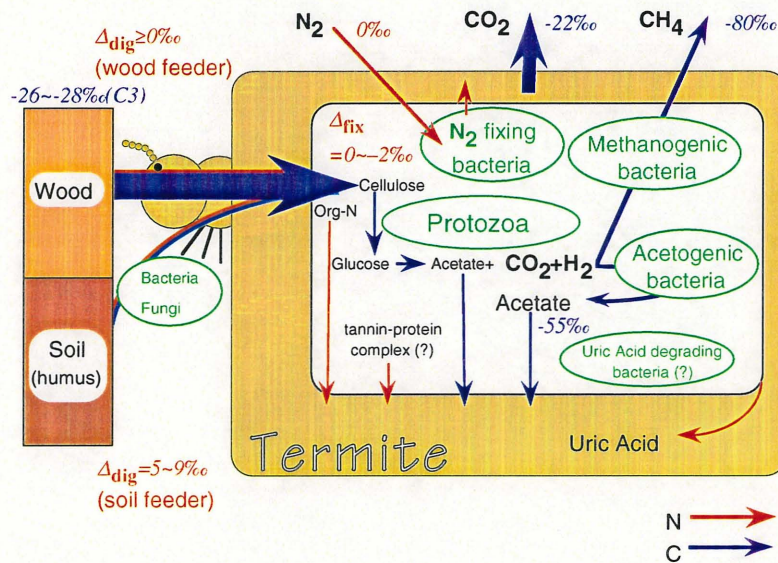 N2 0‰ CO2 -22‰ CH4 -80‰
Δdig≥0‰
(wood feeder)
-26~-28‰(C3)
Δfix
=0~-2‰
N2 fixing
bacteria
Methanogenic
bacteria
Wood
Cellulose
Org-N
Protozoa
Glucose
Acetate+
CO2+H2
Acetogenic
bacteria
Bacteria
Fungi
Acetate
-55‰
Soil
(humus)
tannin-protein
complex (?)
Uric Acid degrading
bacteria (?)
Termite
Uric Acid
Δdig=5~9‰
(soil feeder)
N
C